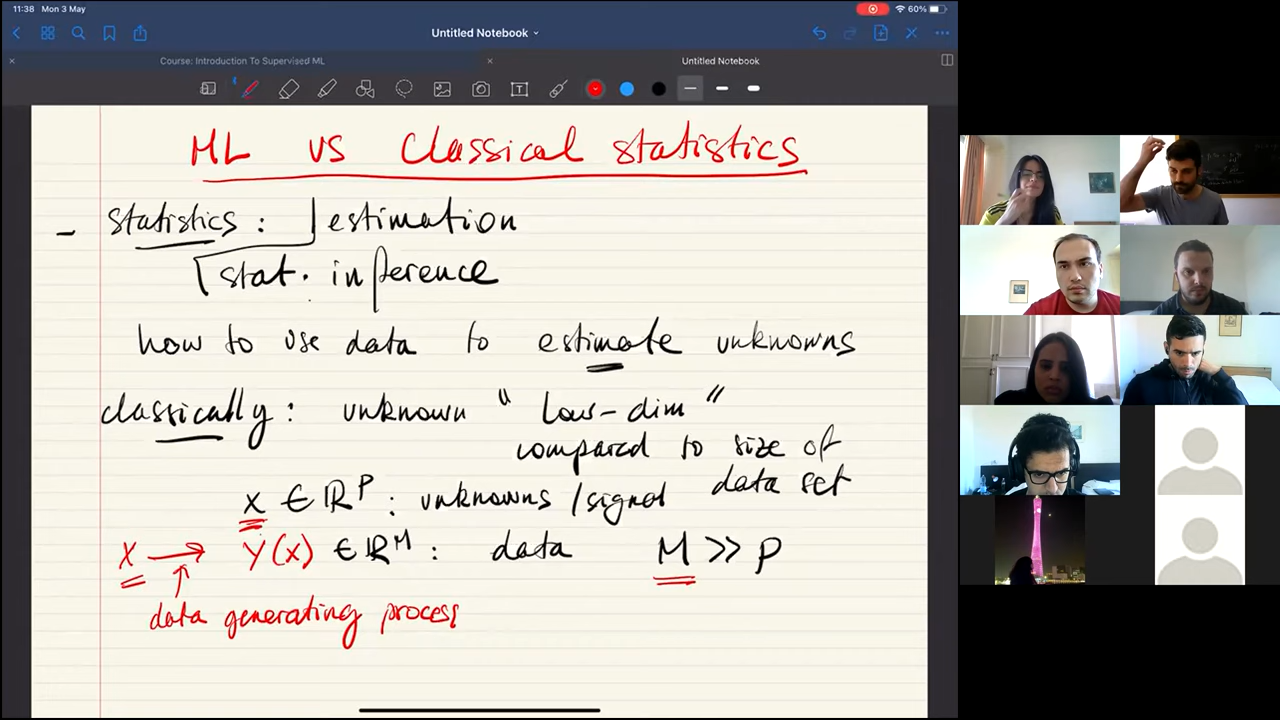 11:38 Mon 3 May
60%
Untitled Notebook
Course: Introduction To Supervised ML
Untitled Notebook
ML vs Classical statistics
- statistics: estimation
stat. inference
how to use data to estimate unknowns
classically: unknown "low-dim"
compared to size of
data set
x ∈ ℝᴾ: unknowns/signal
x → Y(x) ∈ ℝᴹ: data M >> p
data generating process